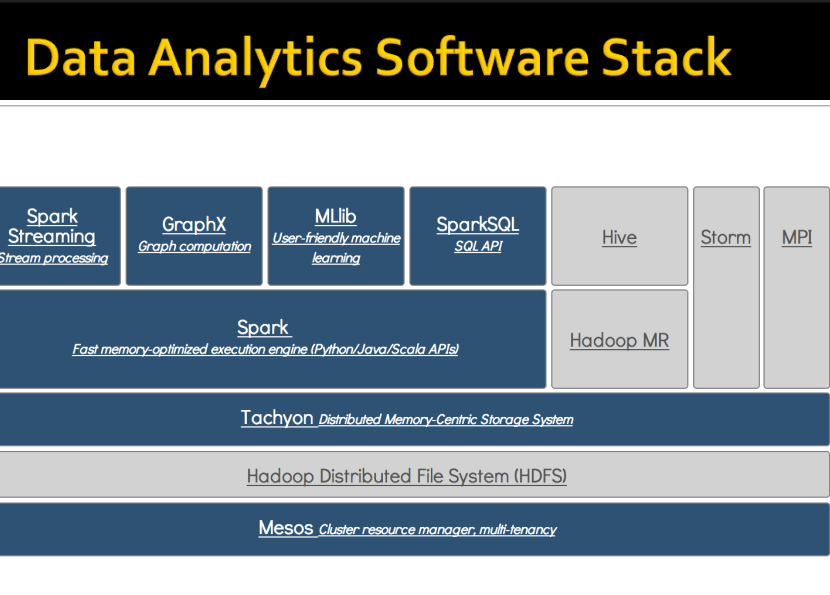 Data Analytics Software Stack
Spark
Streaming
Stream processing
GraphX
Graph computation
MLlib
User-friendly machine
learning
SparkSQL
SQL API
Hive
Storm
MPI
Spark
Fast memory-optimized execution engine (Python/Java/Scala APIs)
Hadoop MR
Tachyon Distributed Memory-Centric Storage System
Hadoop Distributed File System (HDFS)
Mesos Cluster resource manager, multi-tenancy